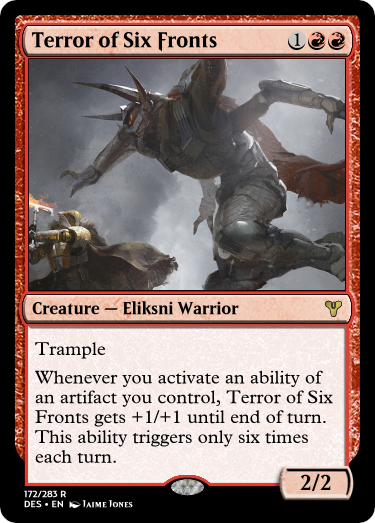 Terror of Six Fronts 1
Creature — Eliksni Warrior
Trample
Whenever you activate an ability of
an artifact you control, Terror of Six
Fronts gets +1/+1 until end of turn.
This ability triggers only six times
each turn.
2/2
172/283 R
DES • EN Jaime Jones